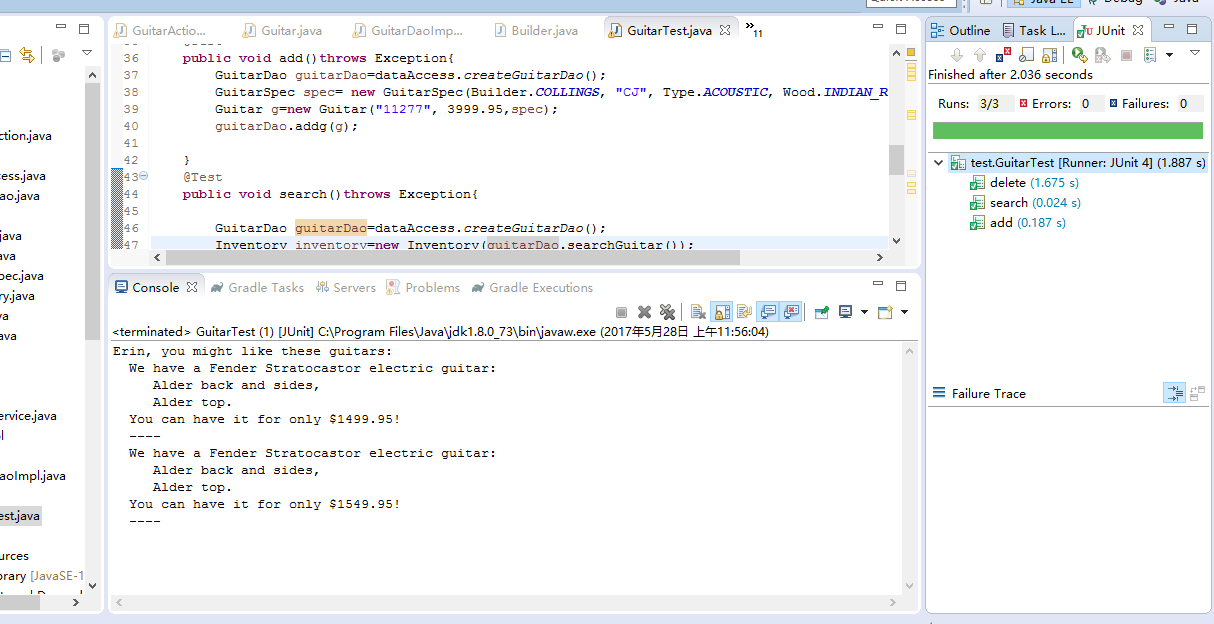 GuitarActio...
Guitar.java
GuitarDaoImp...
Builder.java
GuitarTest.java
11
36 public void add()throws Exception{
37 GuitarDao guitarDao=dataAccess.createGuitarDao();
38 GuitarSpec spec= new GuitarSpec(Builder.COLLINGS, "CJ", Type.ACOUSTIC, Wood.INDIAN_R
39 Guitar g=new Guitar("11277", 3999.95,spec);
40 guitarDao.addg(g);
41
42 }
43 @Test
44 public void search()throws Exception{
45
46 GuitarDao guitarDao=dataAccess.createGuitarDao();
47 Inventory inventory=new Inventory(guitarDao.searchGuitar());
ction.java
cess.java
ao.java
java
ava
pec.java
ry.java
va
ava
ervice.java
ol
aoImpl.java
est.java
urces
brary [JavaSE-1
Console
Gradle Tasks
Servers
Problems
Gradle Executions
<terminated> GuitarTest (1) [JUnit] C:\Program Files\Java\jdk1.8.0_73\bin\javaw.exe (2017年5月28日 上午11:56:04)
Erin, you might like these guitars:
We have a Fender Stratocastor electric guitar:
Alder back and sides,
Alder top.
You can have it for only $1499.95!
----
We have a Fender Stratocastor electric guitar:
Alder back and sides,
Alder top.
You can have it for only $1549.95!
----
Java EE
Debug
Java
Outline
Task L...
JUnit
Finished after 2.036 seconds
Runs: 3/3
Errors: 0
Failures: 0
test.GuitarTest [Runner: JUnit 4] (1.887 s)
delete (1.675 s)
search (0.024 s)
add (0.187 s)
Failure Trace